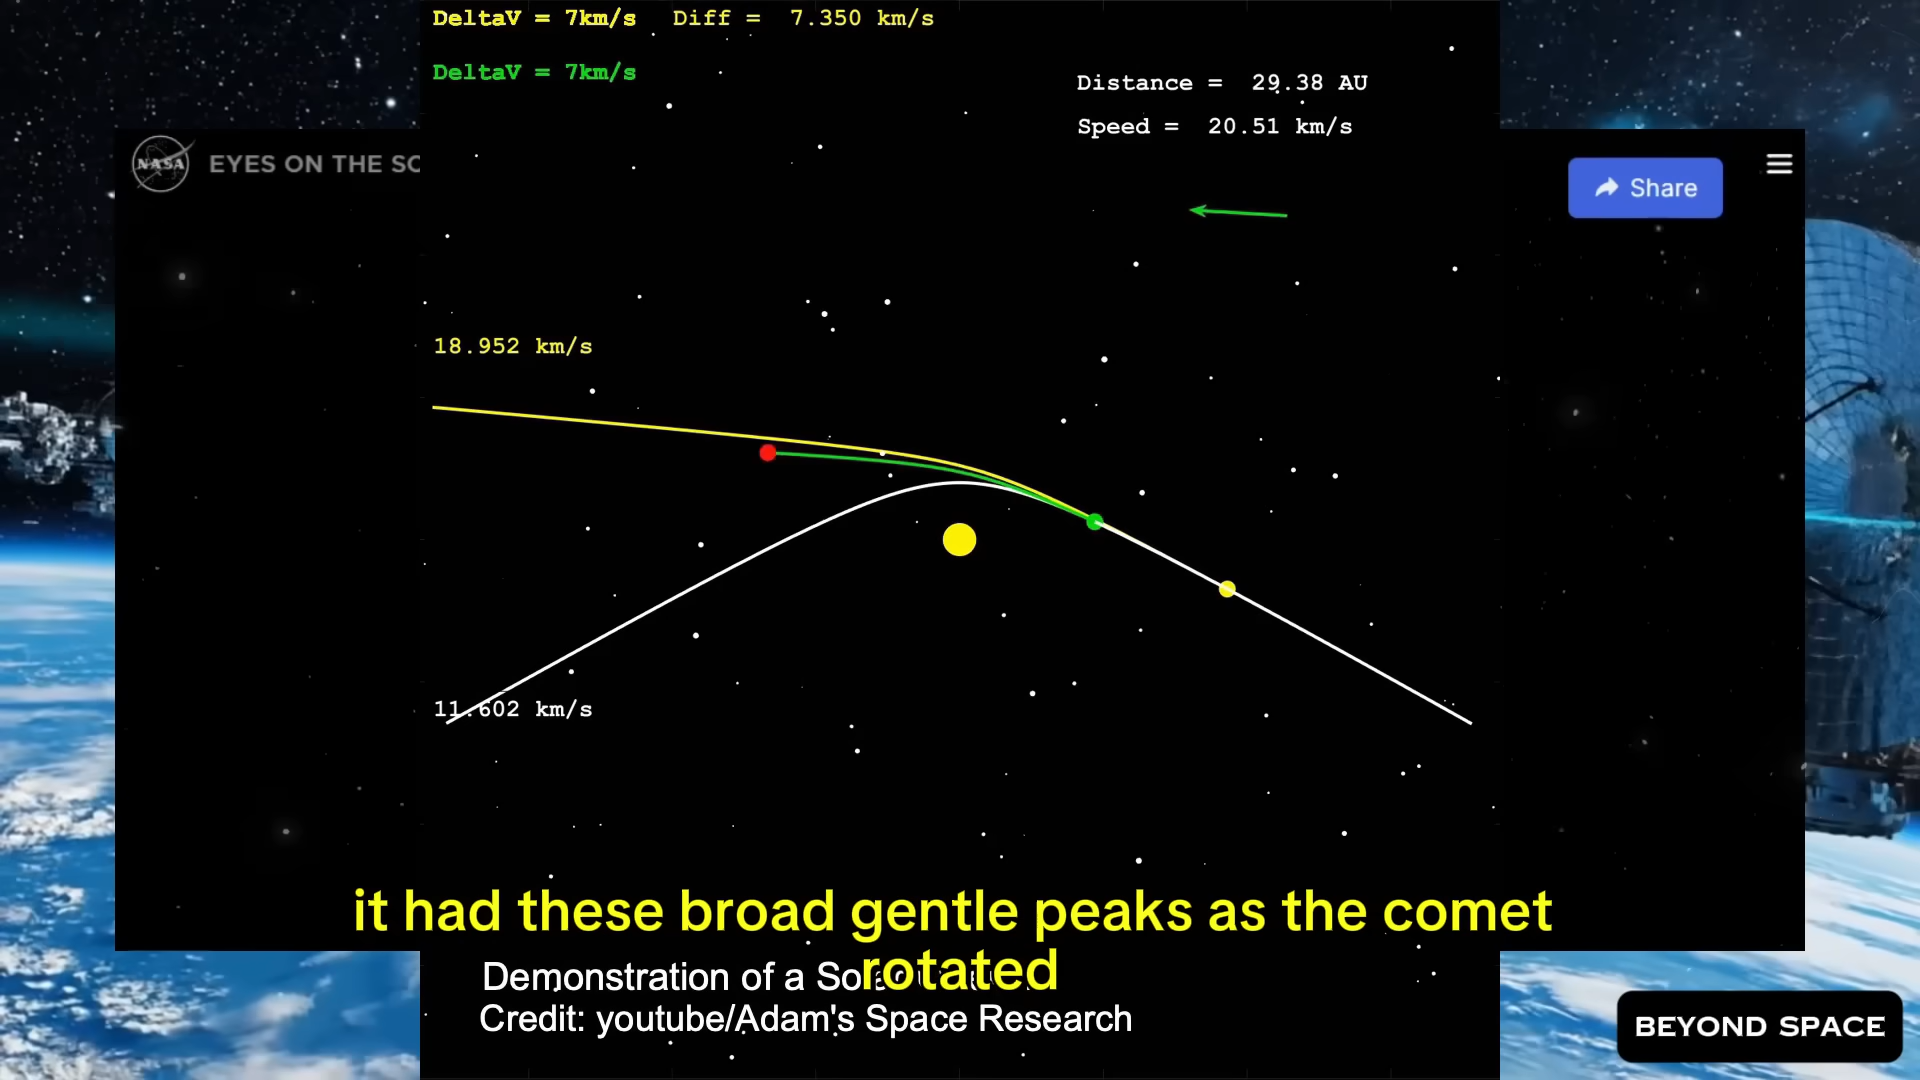 DeltaV = 7km/s Diff = 7.350 km/s
DeltaV = 7km/s
Distance = 29.38 AU
Speed = 20.51 km/s
NASA
EYES ON THE SO
Share
18.952 km/s
11.602 km/s
it had these broad gentle peaks as the comet
rotated
Demonstration of a So
Credit: youtube/Adam's Space Research
BEYOND SPACE